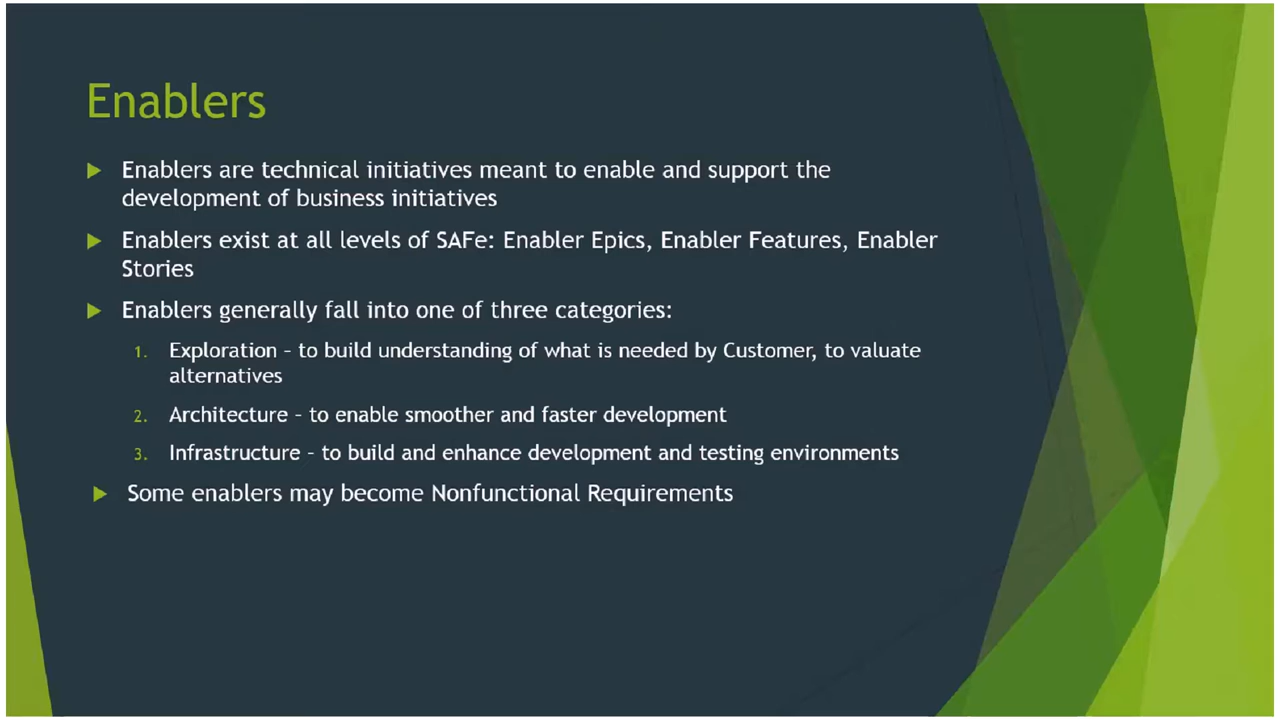 Enablers
Enablers are technical initiatives meant to enable and support the
development of business initiatives
Enablers exist at all levels of SAFe: Enabler Epics, Enabler Features, Enabler
Stories
Enablers generally fall into one of three categories:
1. Exploration – to build understanding of what is needed by Customer, to valuate
alternatives
2. Architecture – to enable smoother and faster development
3. Infrastructure – to build and enhance development and testing environments
Some enablers may become Nonfunctional Requirements